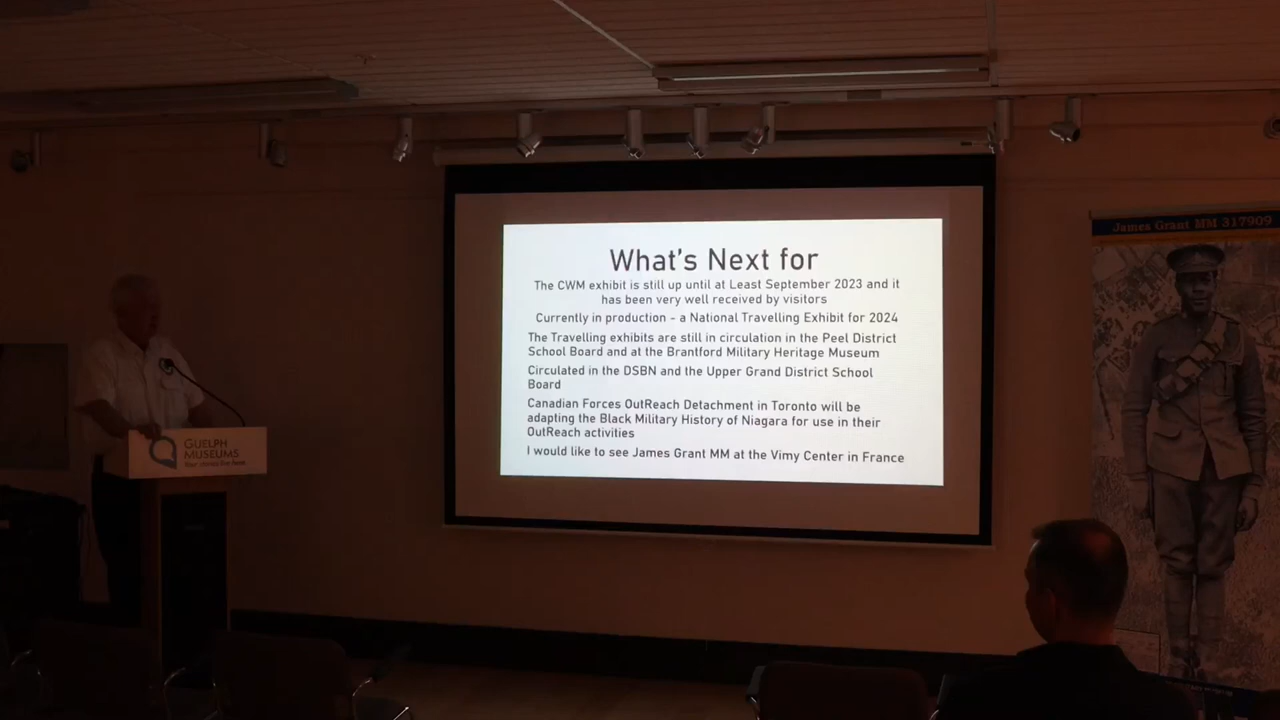 What's Next for
The CWM exhibit is still up until at Least September 2023 and it
has been very well received by visitors
Currently in production - a National Travelling Exhibit for 2024
The Travelling exhibits are still in circulation in the Peel District
School Board and at the Brantford Military Heritage Museum
Circulated in the DSBN and the Upper Grand District School
Board
Canadian Forces OutReach Detachment in Toronto will be
adapting the Black Military History of Niagara for use in their
OutReach activities
I would like to see James Grant MM at the Vimy Center in France
GUELPH
MUSEUMS
Your stories live here.
James Grant MM 317909